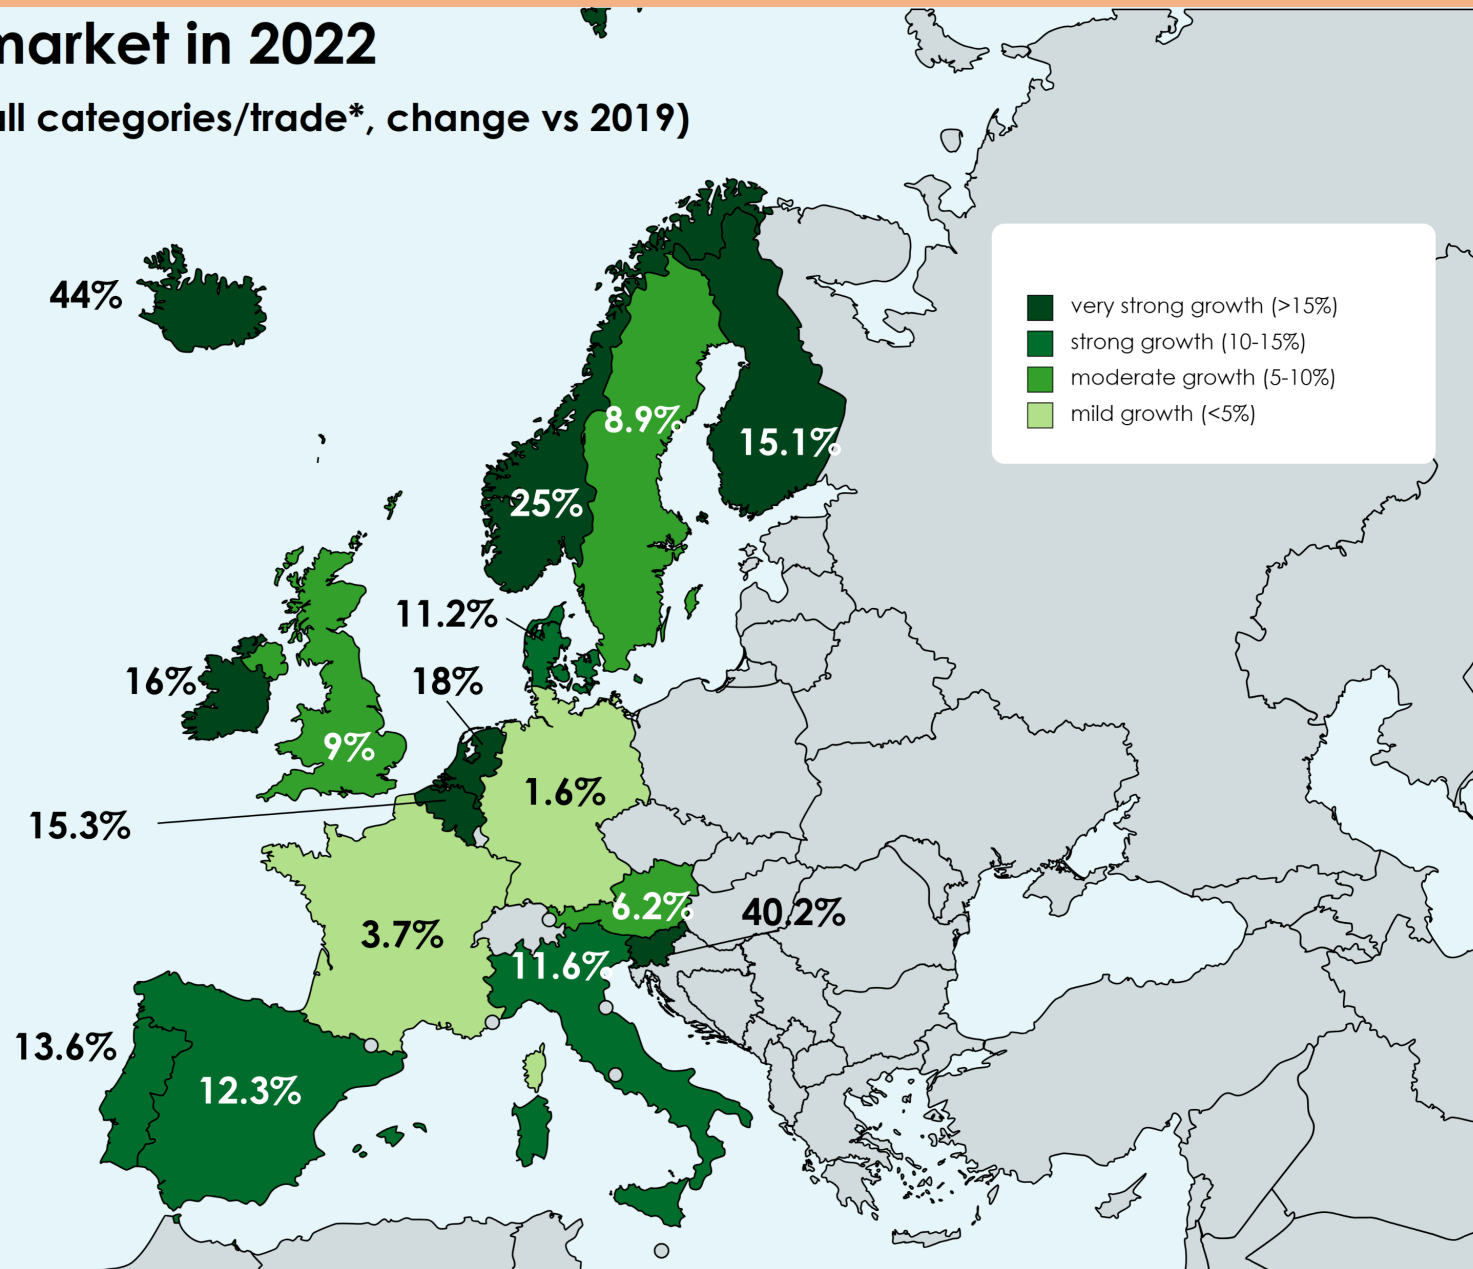 market in 2022
all categories/trade*, change vs 2019)
44%
very strong growth (>15%)
strong growth (10-15%)
moderate growth (5-10%)
mild growth (<5%)
8.9%
15.1%
25%
11.2%
16%
18%
9%
1.6%
15.3%
6.2%
40.2%
3.7%
11.6%
13.6%
12.3%